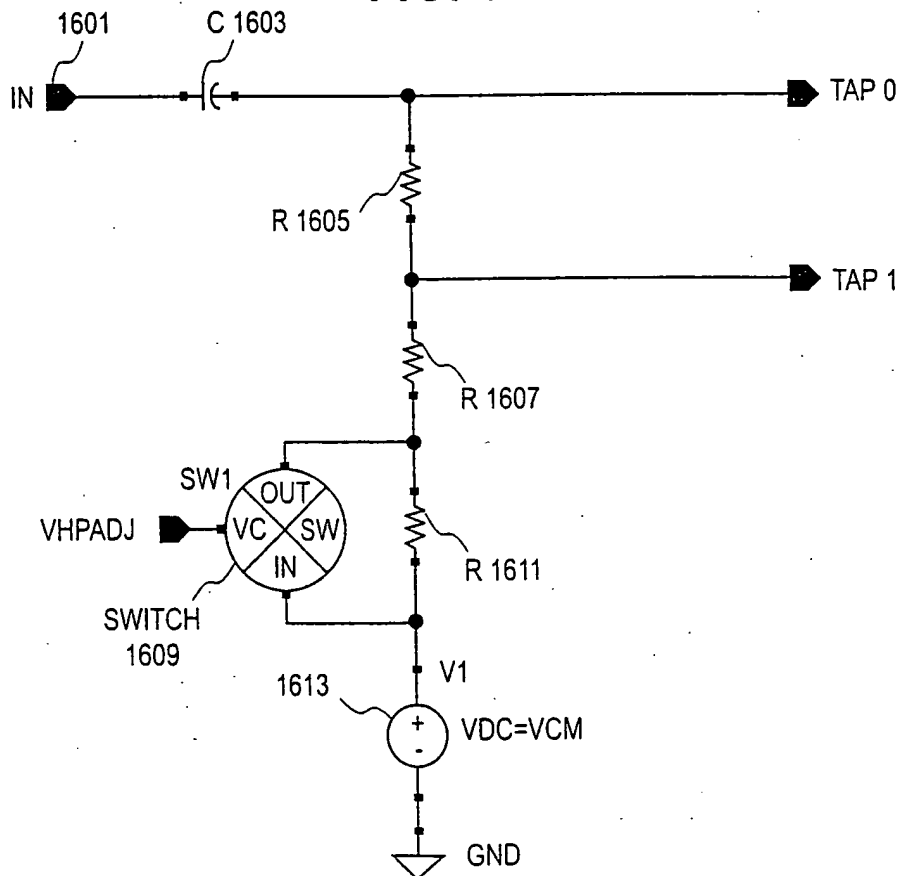 1601
C 1603
IN
TAP 0
R 1605
TAP 1
R 1607
SW1
OUT
VHPADJ
VC
SW
IN
R 1611
SWITCH
1609
V1
1613
+
VDC=VCM
-
GND